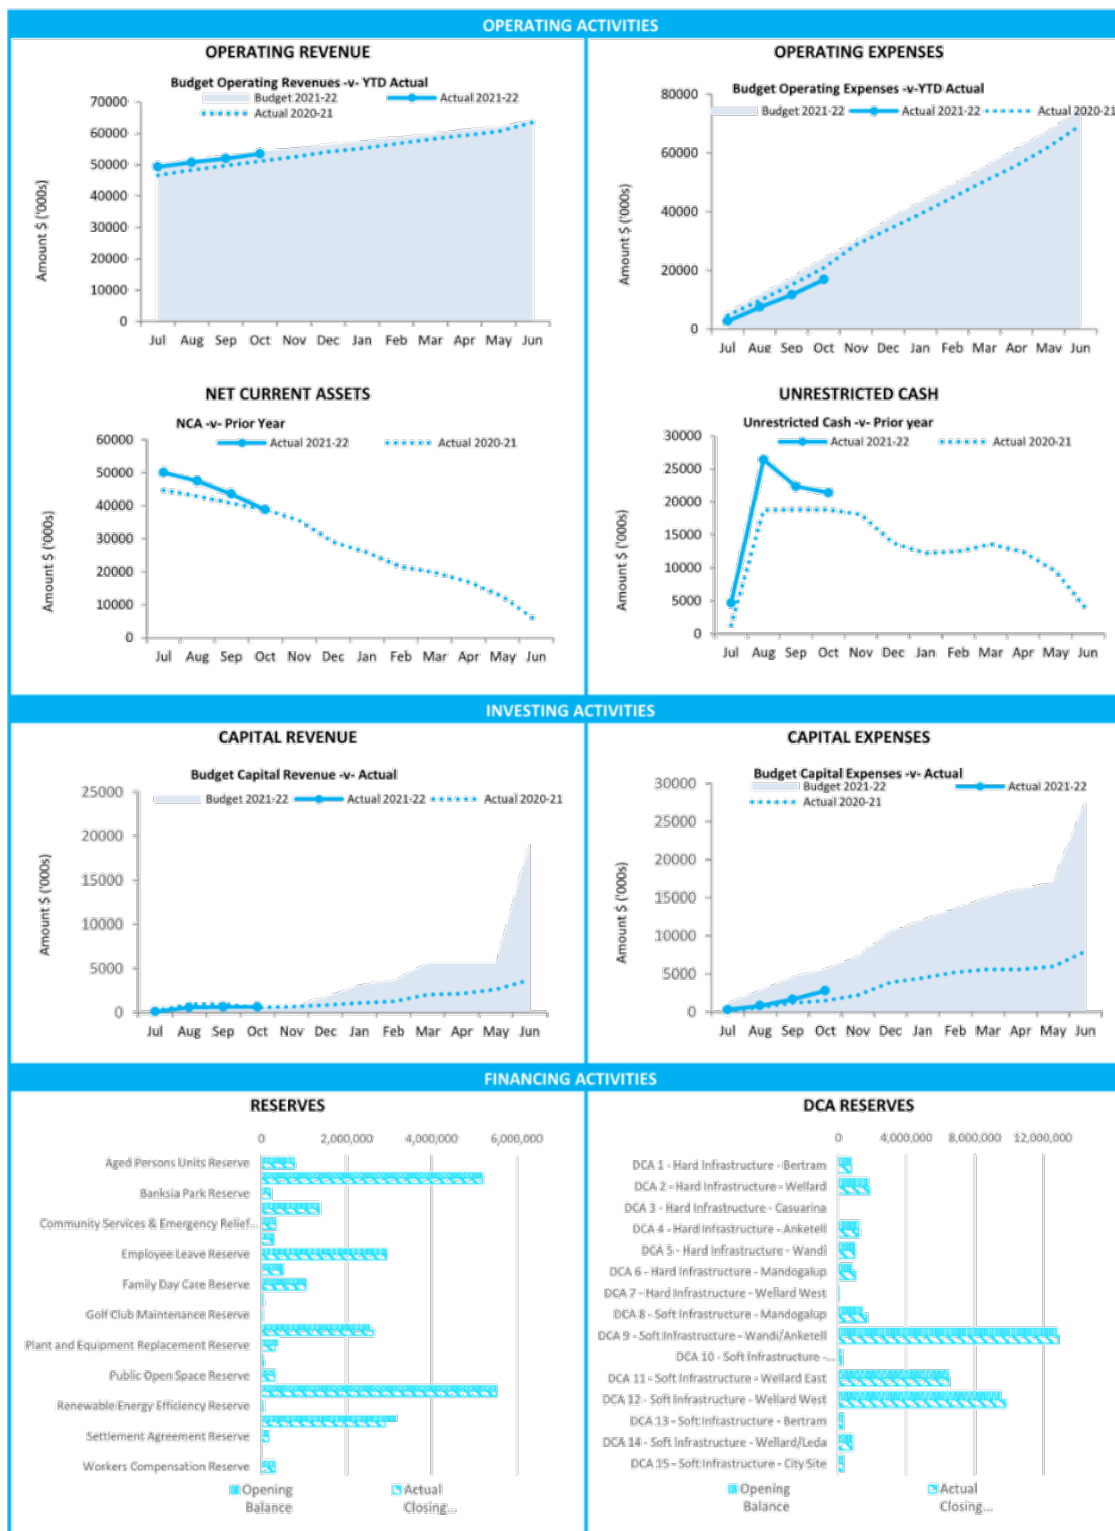 OPERATING ACTIVITIES
OPERATING REVENUE
Budget Operating Revenues -v- YTD Actual
Budget 2021-22
Actual 2021-22
Actual 2020-21
Amount $ ('000s)
70000
60000
50000
40000
30000
20000
10000
0
Jul Aug Sep Oct Nov Dec Jan Feb Mar Apr May Jun
OPERATING EXPENSES
Budget Operating Expenses -v-YTD Actual
Budget 2021-22
Actual 2021-22
Actual 2020-21
Amount $ ('000s)
80000
60000
40000
20000
0
Jul Aug Sep Oct Nov Dec Jan Feb Mar Apr May Jun
NET CURRENT ASSETS
NCA -v- Prior Year
Actual 2021-22
Actual 2020-21
Amount $ ('000s)
60000
50000
40000
30000
20000
10000
0
Jul Aug Sep Oct Nov Dec Jan Feb Mar Apr May Jun
UNRESTRICTED CASH
Unrestricted Cash -v- Prior year
Actual 2021-22
Actual 2020-21
Amount $ ('000s)
30000
25000
20000
15000
10000
5000
0
Jul Aug Sep Oct Nov Dec Jan Feb Mar Apr May Jun
INVESTING ACTIVITIES
CAPITAL REVENUE
Budget Capital Revenue -v- Actual
Budget 2021-22
Actual 2021-22
Actual 2020-21
Amount $ ('000s)
25000
20000
15000
10000
5000
0
Jul Aug Sep Oct Nov Dec Jan Feb Mar Apr May Jun
CAPITAL EXPENSES
Budget Capital Expenses -v- Actual
Budget 2021-22
Actual 2021-22
Actual 2020-21
Amount $ ('000s)
30000
25000
20000
15000
10000
5000
0
Jul Aug Sep Oct Nov Dec Jan Feb Mar Apr May Jun
FINANCING ACTIVITIES
RESERVES
0 2,000,000 4,000,000 6,000,000
Aged Persons Units Reserve
Banksia Park Reserve
Community Services & Emergency Relief...
Employee Leave Reserve
Family Day Care Reserve
Golf Club Maintenance Reserve
Plant and Equipment Replacement Reserve
Public Open Space Reserve
Renewable Energy Efficiency Reserve
Settlement Agreement Reserve
Workers Compensation Reserve
Opening
Balance
Actual
Closing...
DCA RESERVES
0 4,000,000 8,000,000 12,000,000
DCA 1 - Hard Infrastructure - Bertram
DCA 2 - Hard Infrastructure - Wellard
DCA 3 - Hard Infrastructure - Casuarina
DCA 4 - Hard Infrastructure - Anketell
DCA 5 - Hard Infrastructure - Wandi
DCA 6 - Hard Infrastructure - Mandogalup
DCA 7 - Hard Infrastructure - Wellard West
DCA 8 - Soft Infrastructure - Mandogalup
DCA 9 - Soft Infrastructure - Wandi/Anketell
DCA 10 - Soft Infrastructure -...
DCA 11 - Soft Infrastructure - Wellard East
DCA 12 - Soft Infrastructure - Wellard West
DCA 13 - Soft Infrastructure - Bertram
DCA 14 - Soft Infrastructure - Wellard/Leda
DCA 15 - Soft Infrastructure - City Site
Opening
Balance
Actual
Closing...